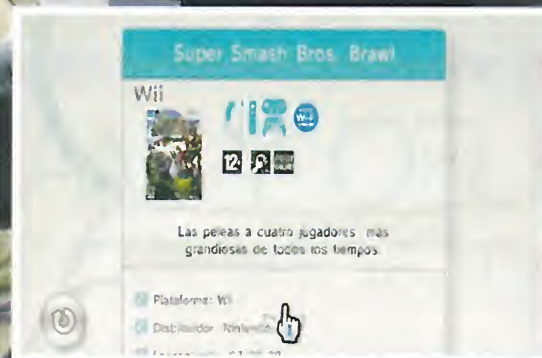 Super Smash Bros. Brawl
Wii
12+
Las peleas a cuatro jugadores más
grandiosas de todos los tiempos.
Plataforma: Wii
Distribuidor: Nintendo